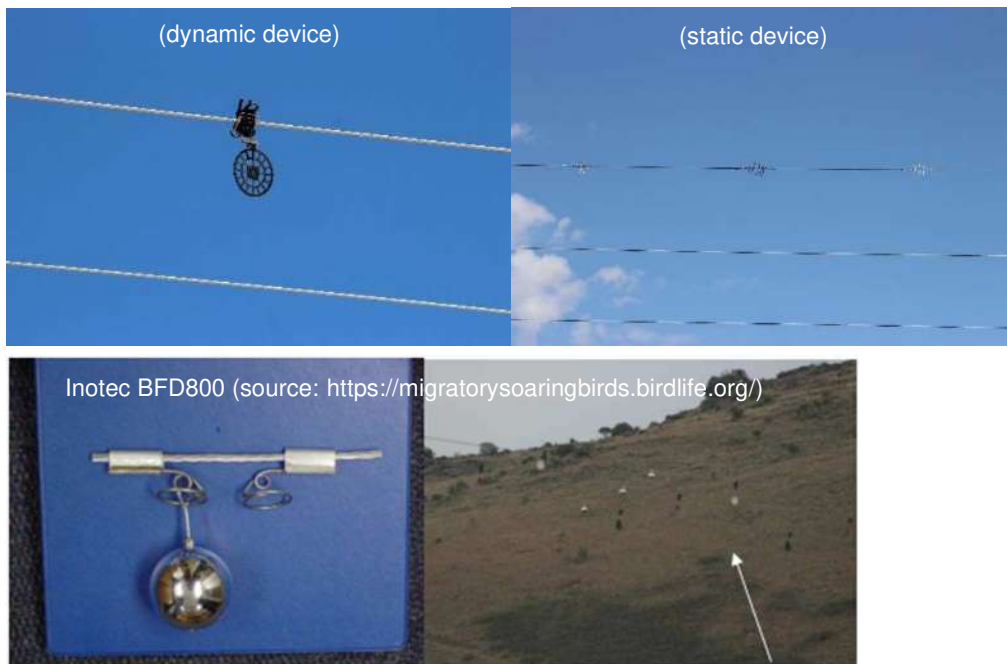 (dynamic device)
(static device)
Inotec BFD800 (source: https://migratorysoaringbirds.birdlife.org/)